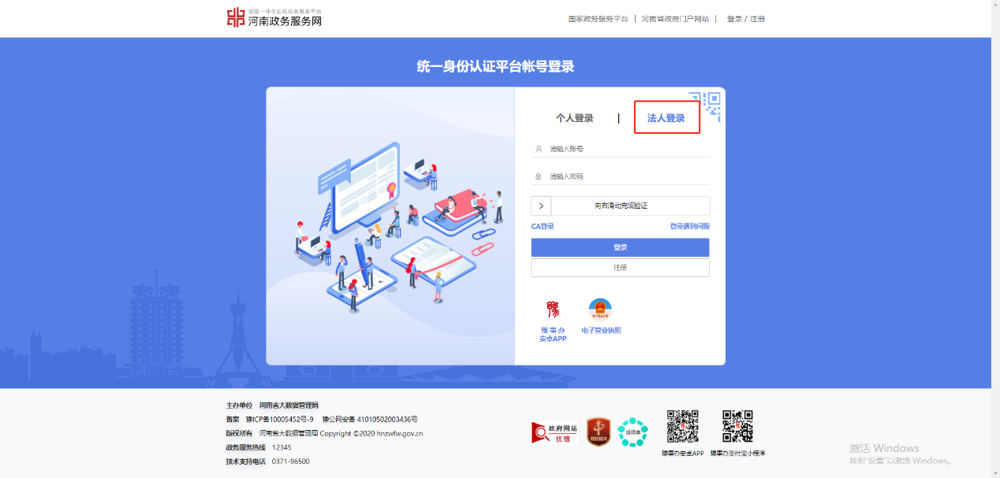 全国一体化在线政务服务平台
河南政务服务网
国家政务服务平台 | 河南省政府门户网站 | 登录 / 注册
统一身份认证平台帐号登录
个人登录 | 法人登录
请输入账号
请输入密码
> 向右滑动完成验证
CA登录 登录遇到问题
登录
注册
豫事办
安卓APP
电子营业执照
主办单位 河南省大数据管理局
备案 豫ICP备10005452号-9 豫公网安备 41010502003436号
版权所有 河南省大数据管理局 Copyright ©2020 hnzwfw.gov.cn
政务服务热线 12345
技术支持电话 0371-96500
政府网站
找错
党政机关
豫事办安卓APP
豫事办支付宝小程序
激活 Windows
转到"设置"以激活 Windows。